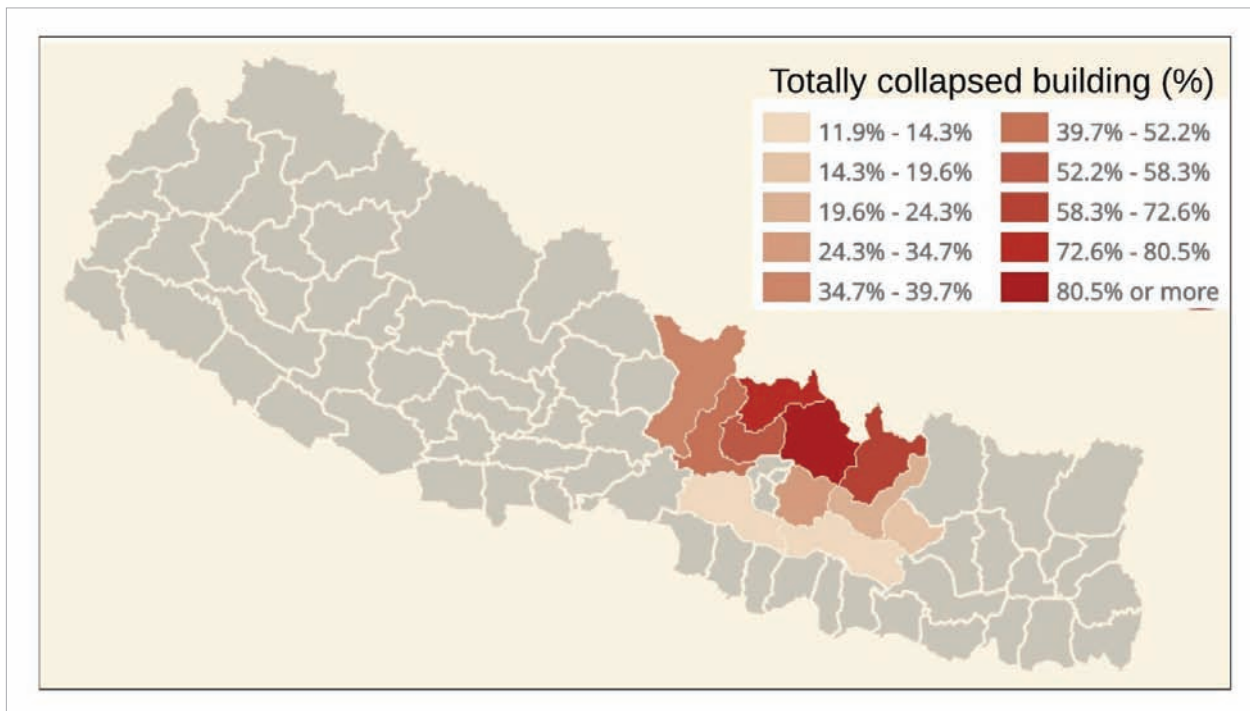 Totally collapsed building (%)
11.9% - 14.3%
14.3% - 19.6%
19.6% - 24.3%
24.3% - 34.7%
34.7% - 39.7%
39.7% - 52.2%
52.2% - 58.3%
58.3% - 72.6%
72.6% - 80.5%
80.5% or more